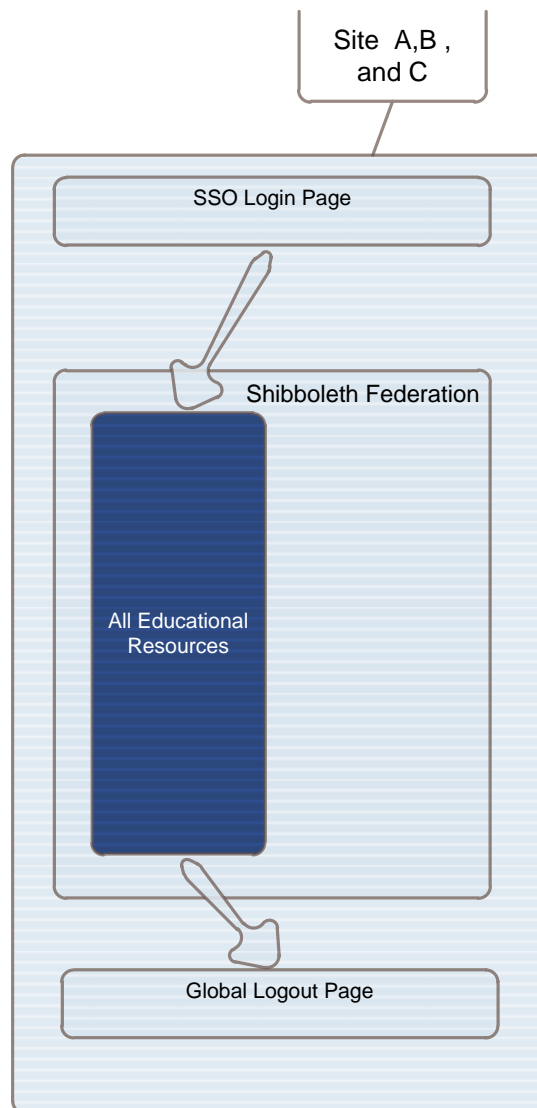 Site A,B ,
and C
SSO Login Page
Shibboleth Federation
All Educational
Resources
Global Logout Page